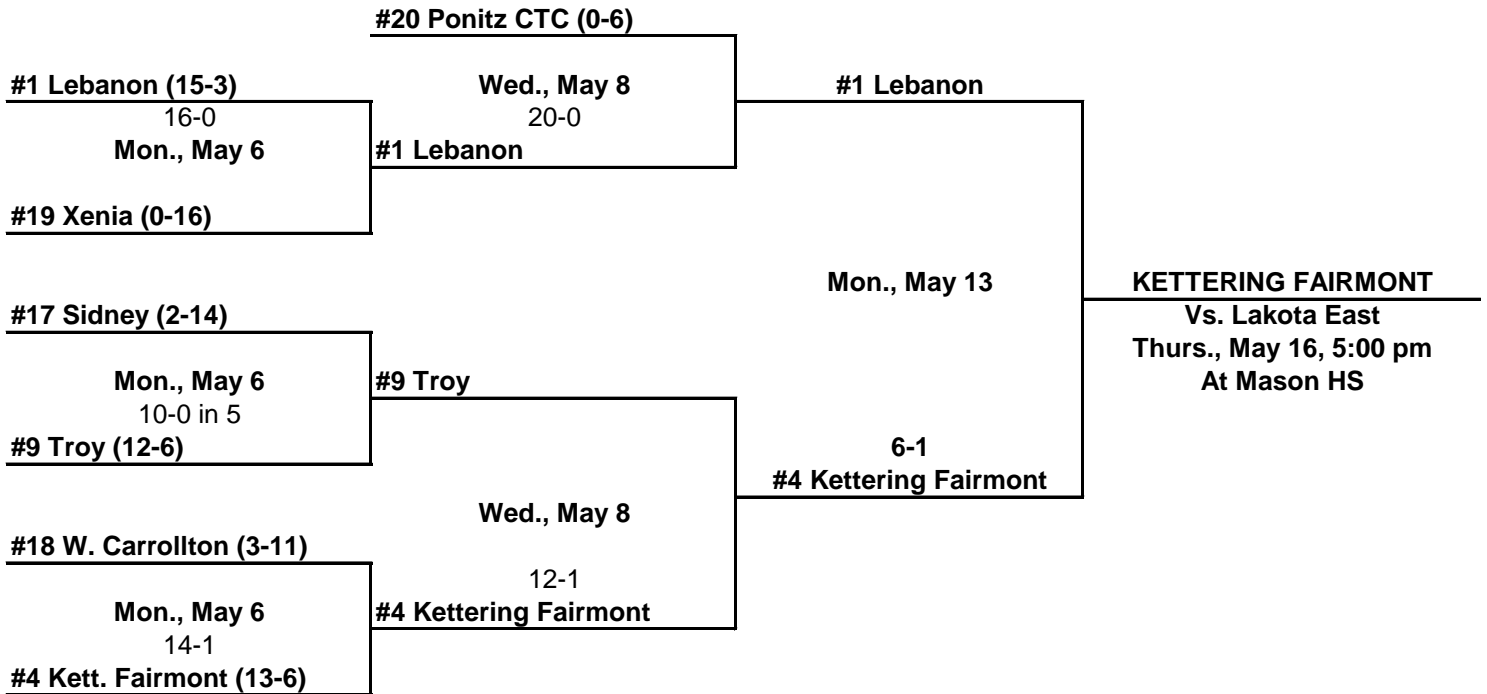 #20 Ponitz CTC (0-6)
#1 Lebanon (15-3)
16-0
Mon., May 6
#19 Xenia (0-16)
Wed., May 8
20-0
#1 Lebanon
#1 Lebanon
#17 Sidney (2-14)
Mon., May 6
10-0 in 5
#9 Troy (12-6)
#9 Troy
#18 W. Carrollton (3-11)
Mon., May 6
14-1
#4 Kett. Fairmont (13-6)
Wed., May 8
12-1
#4 Kettering Fairmont
Mon., May 13
6-1
#4 Kettering Fairmont
KETTERING FAIRMONT
Vs. Lakota East
Thurs., May 16, 5:00 pm
At Mason HS